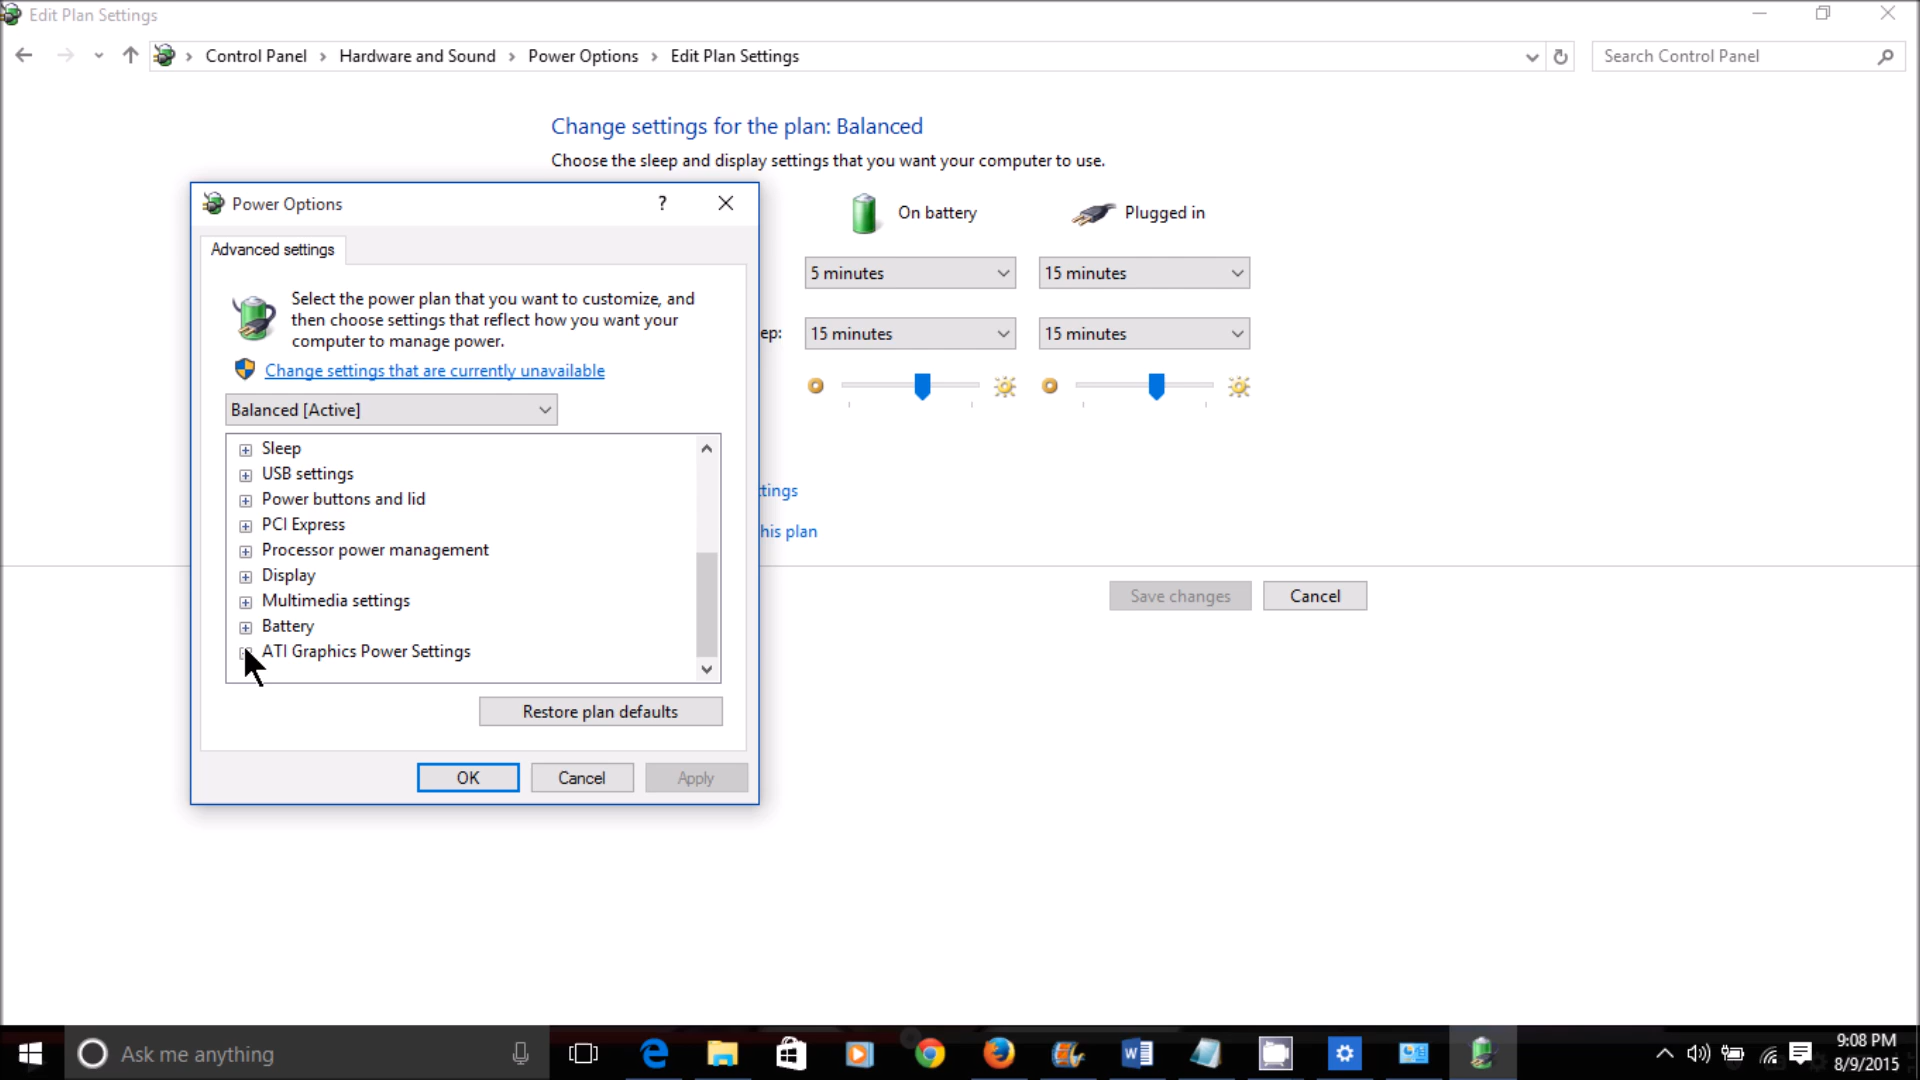 Edit Plan Settings
Control Panel > Hardware and Sound > Power Options > Edit Plan Settings
Search Control Panel
Change settings for the plan: Balanced
Choose the sleep and display settings that you want your computer to use.
Power Options
?
Advanced settings
Select the power plan that you want to customize, and
then choose settings that reflect how you want your
computer to manage power.
Change settings that are currently unavailable
Balanced [Active]
Sleep
USB settings
Power buttons and lid
PCI Express
Processor power management
Display
Multimedia settings
Battery
ATI Graphics Power Settings
Restore plan defaults
OK
Cancel
Apply
On battery
Plugged in
5 minutes
15 minutes
ep:
15 minutes
15 minutes
ttings
his plan
Save changes
Cancel
Ask me anything
9:08 PM
8/9/2015